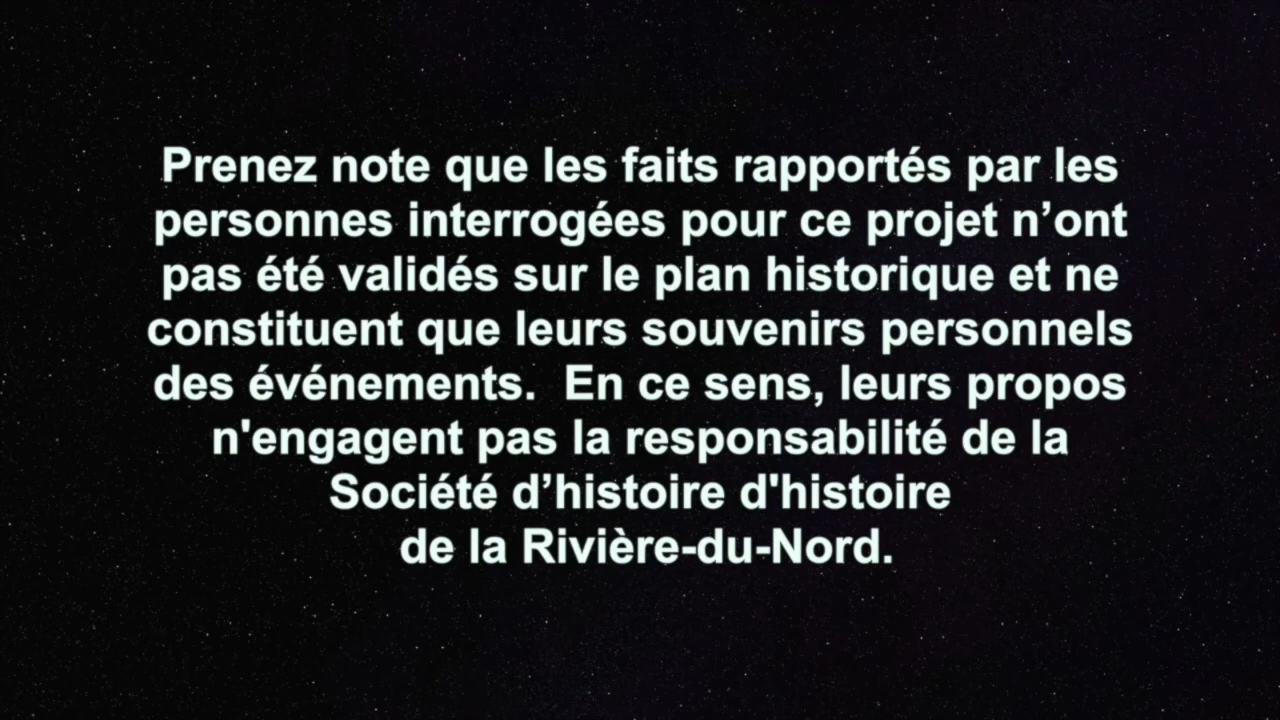 Prenez note que les faits rapportés par les
personnes interrogées pour ce projet n’ont
pas été validés sur le plan historique et ne
constituent que leurs souvenirs personnels
des événements.  En ce sens, leurs propos
n'engagent pas la responsabilité de la
Société d’histoire d'histoire
de la Rivière-du-Nord.